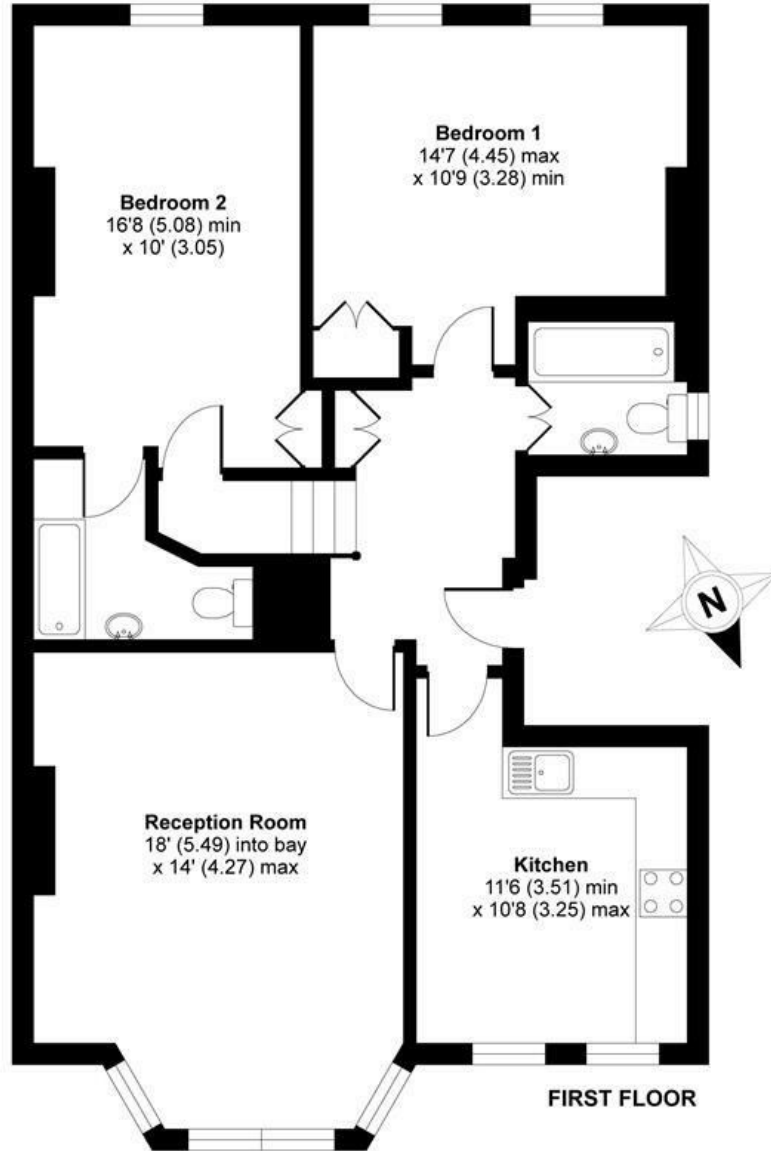 Bedroom 1
14'7 (4.45) max
x 10'9 (3.28) min
Bedroom 2
16'8 (5.08) min
x 10' (3.05)
N
Reception Room
18' (5.49) into bay
x 14' (4.27) max
Kitchen
11'6 (3.51) min
x 10'8 (3.25) max
FIRST FLOOR